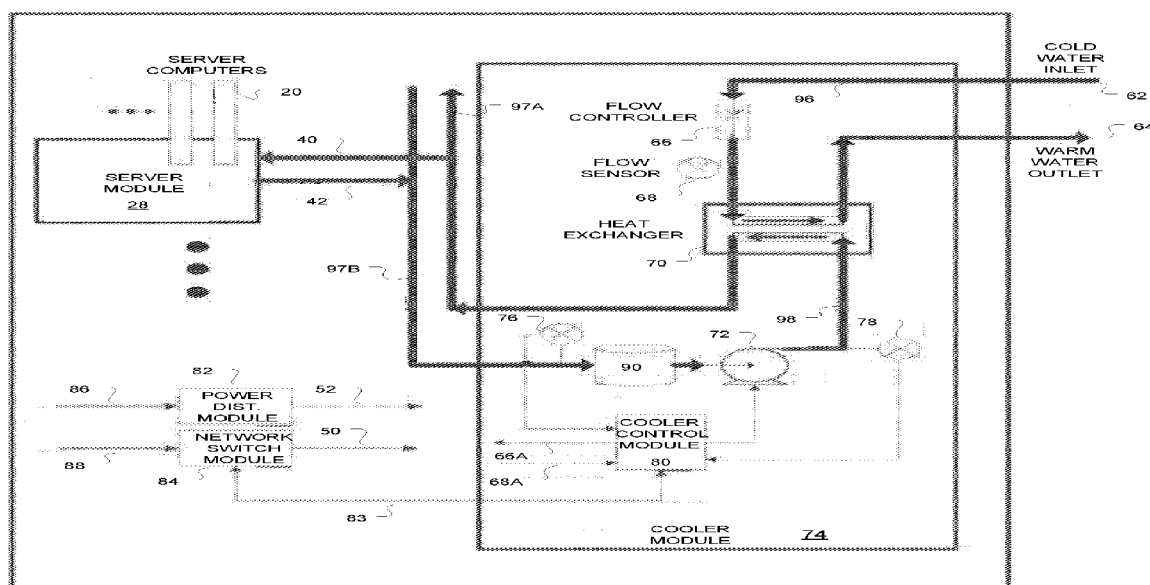 SERVER
COMPUTERS
20
97A
40
42
SERVER
MODULE
28
97B
COLD
WATER
INLET
62
96
64
WARM
WATER
OUTLET
FLOW
CONTROLLER
66
FLOW
SENSOR
68
HEAT
EXCHANGER
70
76
72
98
78
90
86
82
52
POWER
DIST.
MODULE
NETWORK
SWITCH
MODULE
50
88
84
83
COOLER
CONTROL
MODULE
80
66A
68A
COOLER
MODULE
74